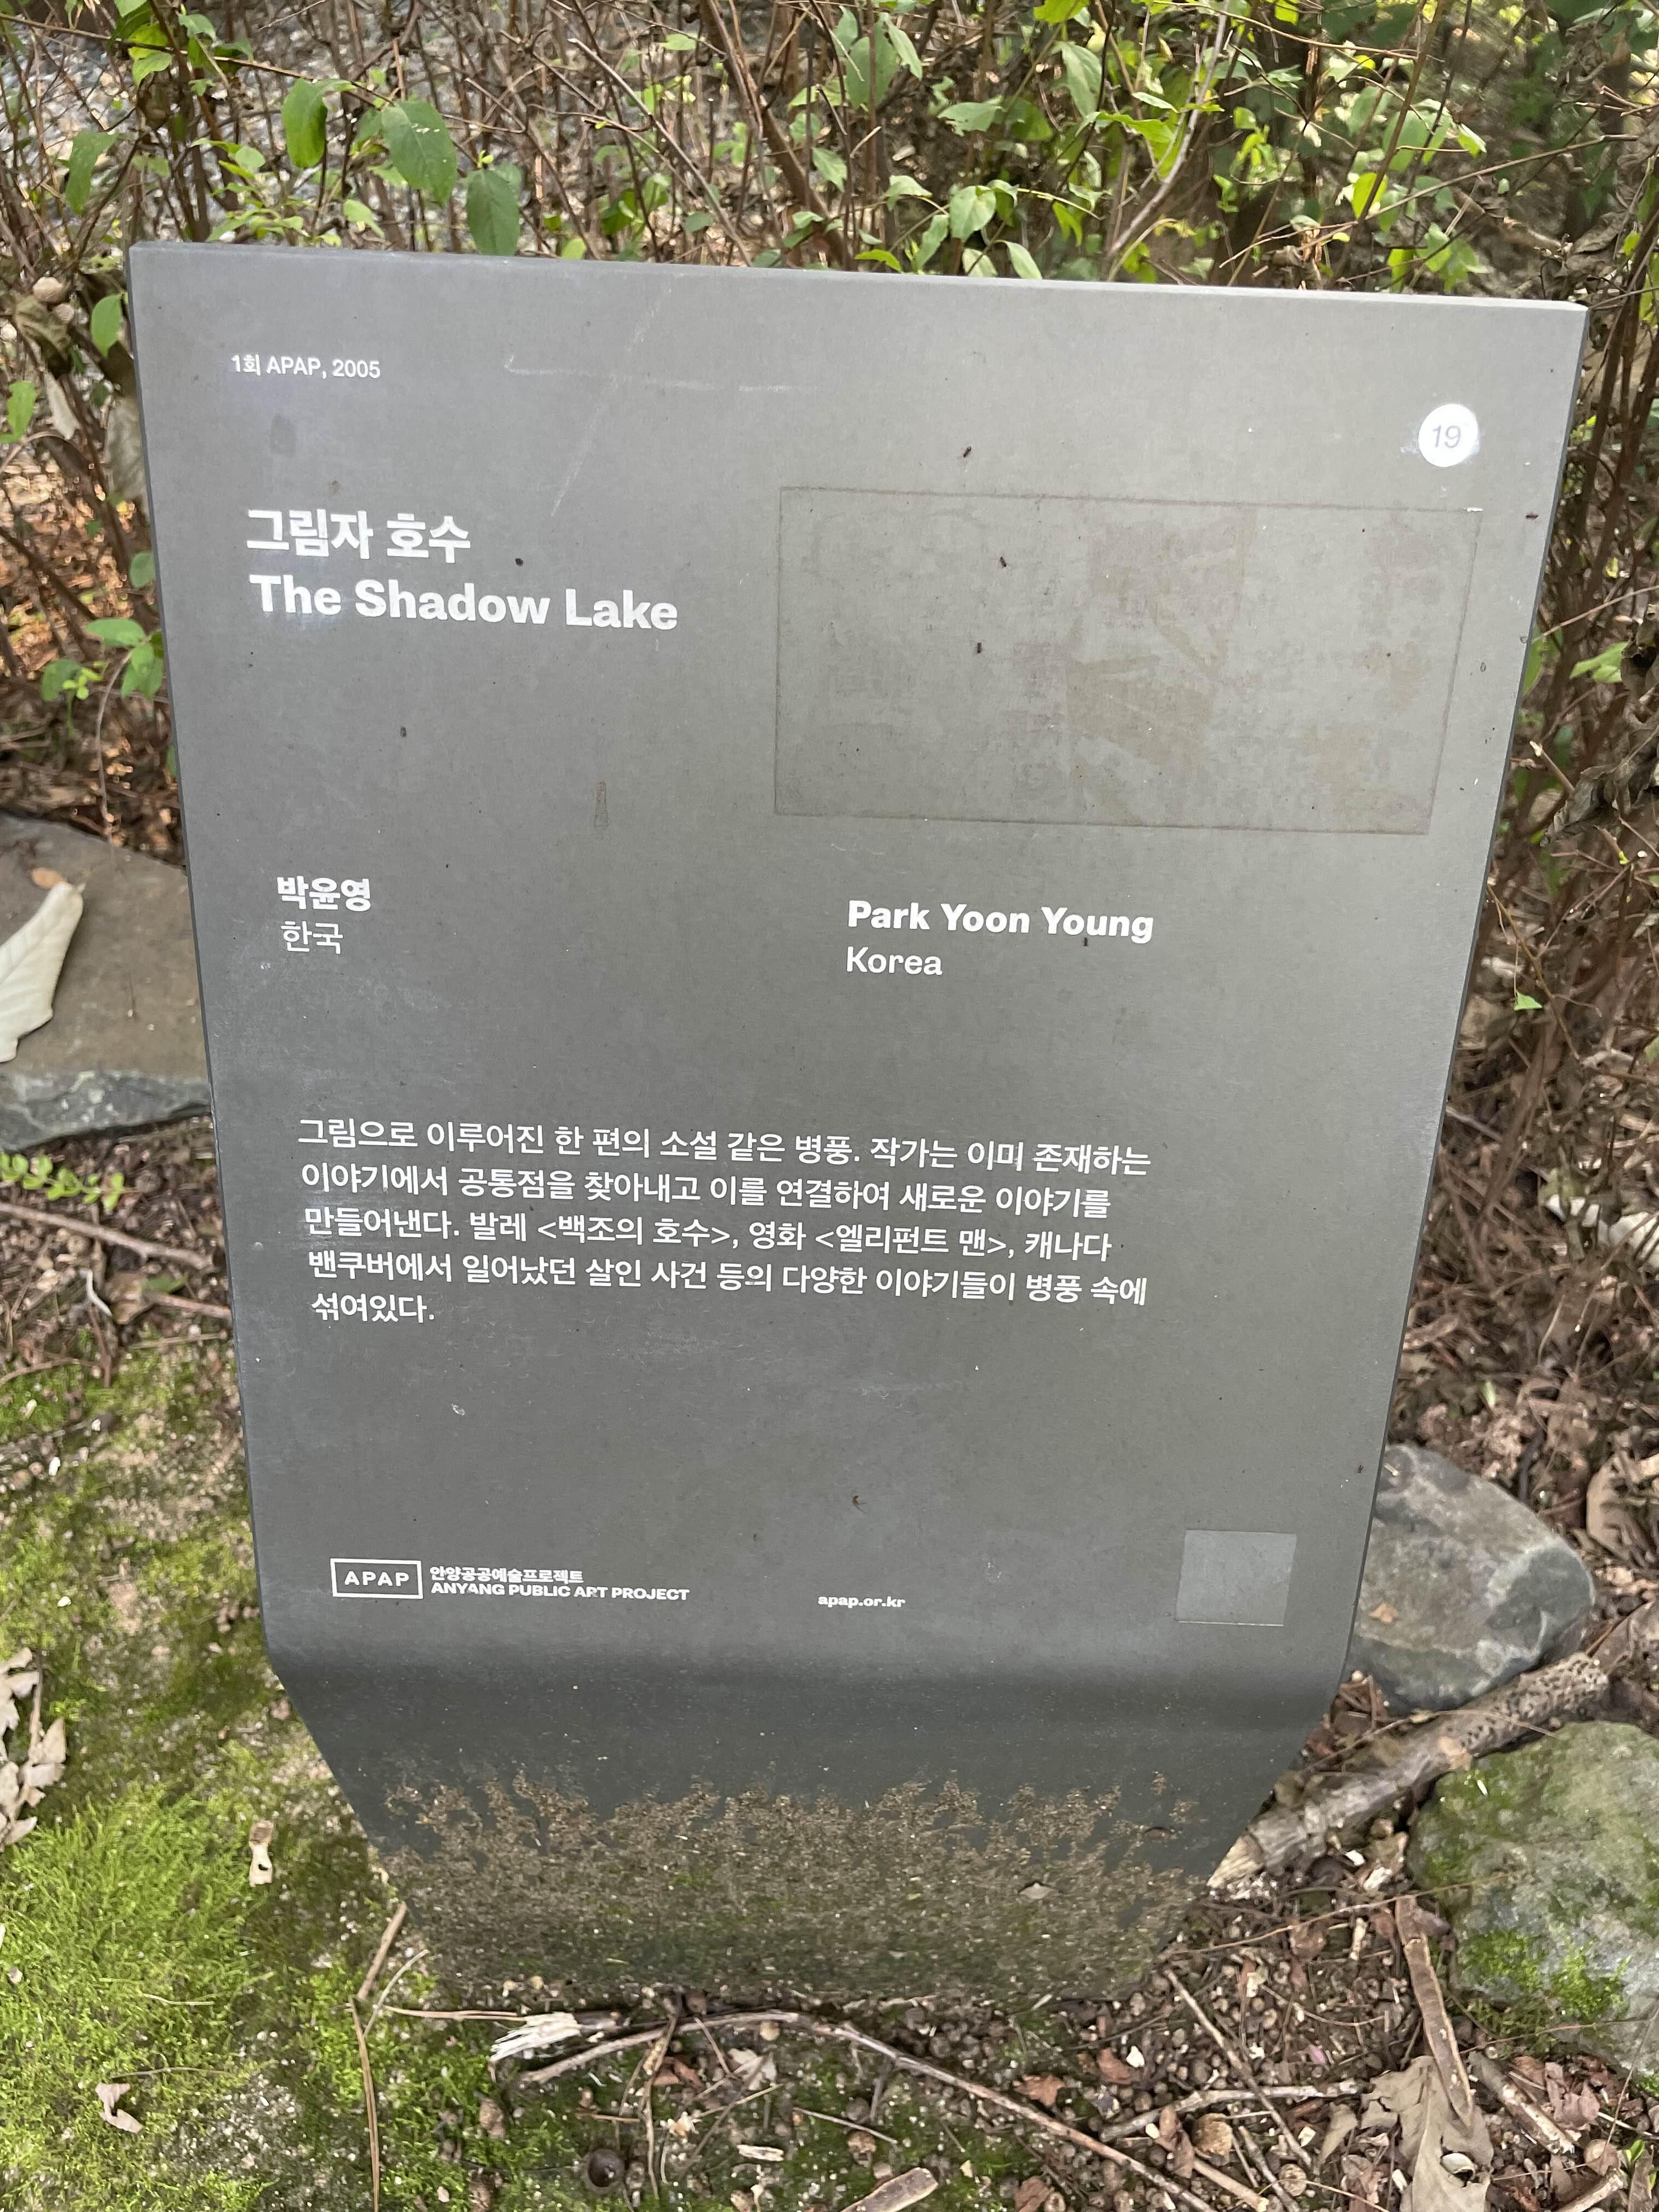 1회 APAP, 2005
19
그림자 호수
The Shadow Lake
박윤영
한국
Park Yoon Young
Korea
그림으로 이루어진 한 편의 소설 같은 병풍. 작가는 이미 존재하는
이야기에서 공통점을 찾아내고 이를 연결하여 새로운 이야기를
만들어낸다. 발레 <백조의 호수>, 영화 <엘리펀트 맨>, 캐나다
밴쿠버에서 일어났던 살인 사건 등의 다양한 이야기들이 병풍 속에
섞여있다.
APAP
안양공공예술프로젝트
ANYANG PUBLIC ART PROJECT
apap.or.kr